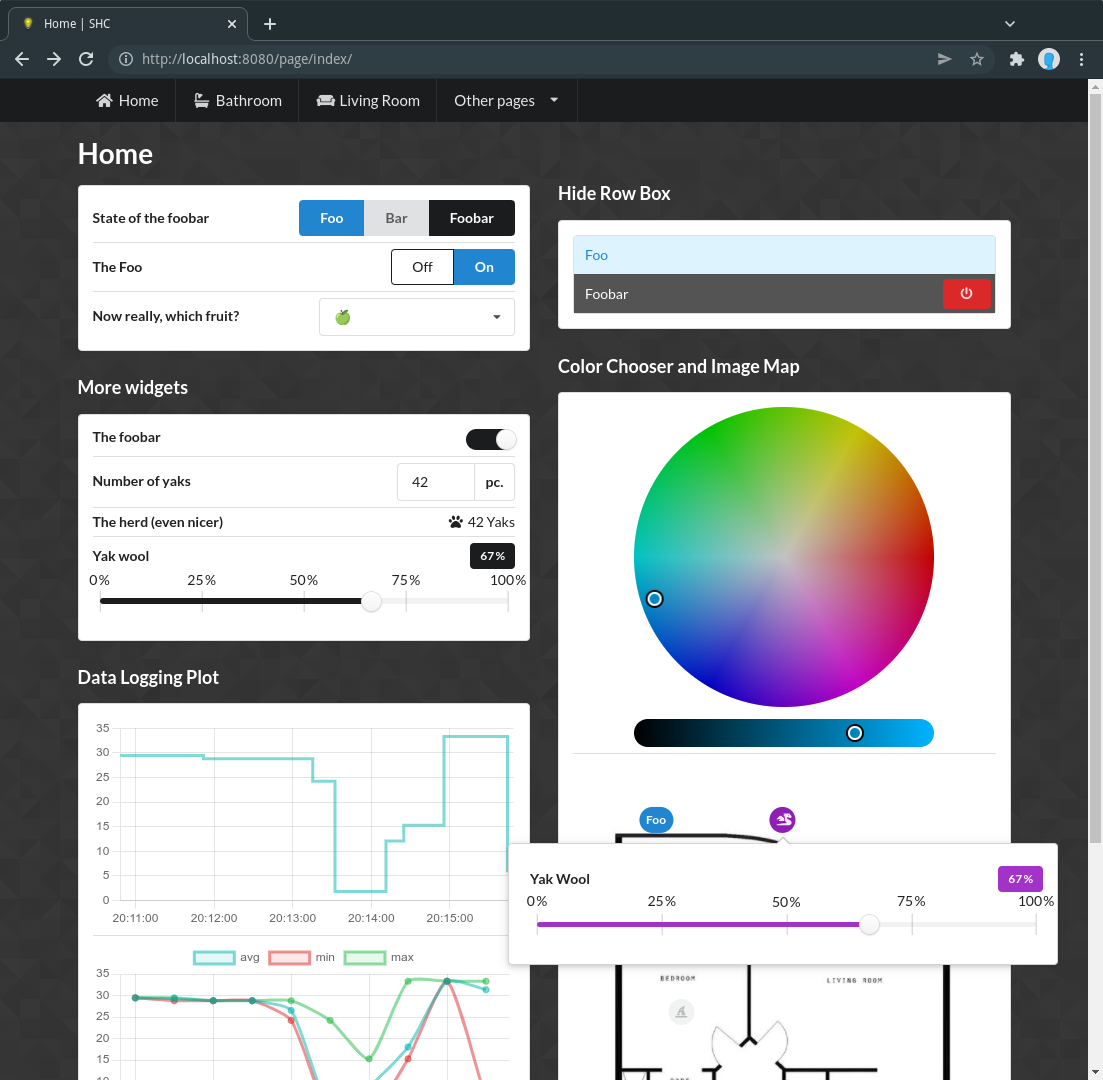 Home | SHC
http://localhost:8080/page/index/
Home
Bathroom
Living Room
Other pages
Home
State of the foobar
Foo
Bar
Foobar
The Foo
Off
On
Now really, which fruit?
More widgets
The foobar
Number of yaks
42
pc.
The herd (even nicer)
42 Yaks
Yak wool
67%
0%
25%
50%
75%
100%
Data Logging Plot
35
30
25
20
15
10
5
0
20:11:00
20:12:00
20:13:00
20:14:00
20:15:00
avg
min
max
35
30
25
20
15
10
Hide Row Box
Foo
Foobar
Color Chooser and Image Map
Foo
Yak Wool
67%
0%
25%
50%
75%
100%
BEDROOM
LIVING ROOM